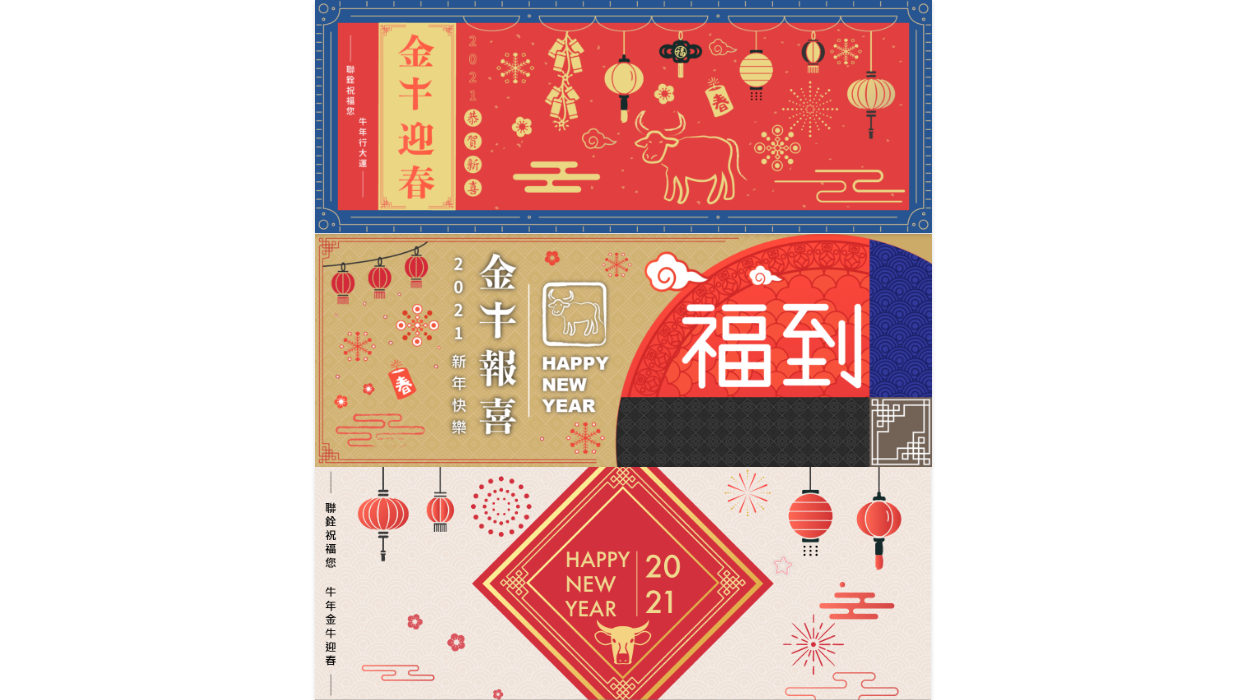 聯銓祝福您
牛年行大運
金牛迎春
2021
恭賀新喜
福
春
春
2021
新年快樂
金牛報喜
HAPPY
NEW
YEAR
福到
聯銓祝福您
牛年金牛迎春
HAPPY
NEW
YEAR
20
21